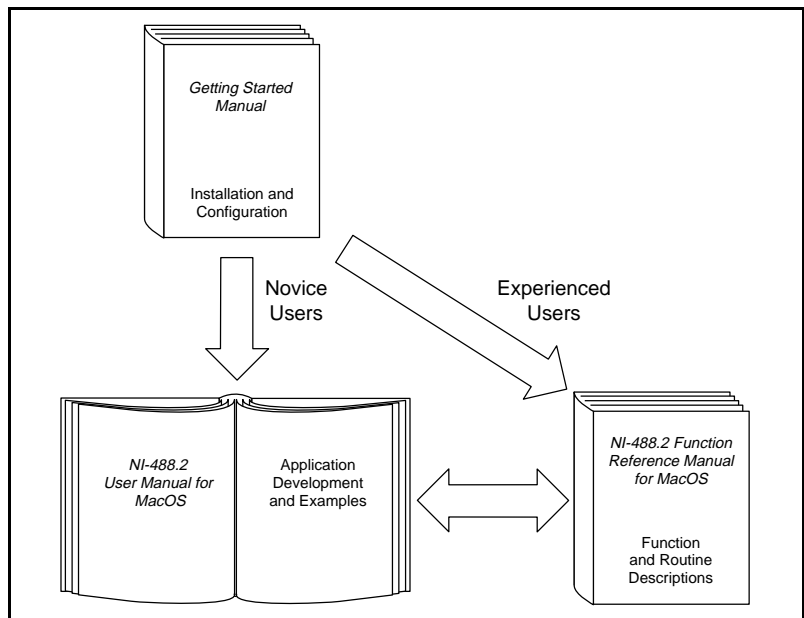 Getting Started
Manual
Installation and
Configuration
Novice
Users
Experienced
Users
NI-488.2
User Manual for
MacOS
Application
Development
and Examples
NI-488.2 Function
Reference Manual
for MacOS
Function
and Routine
Descriptions